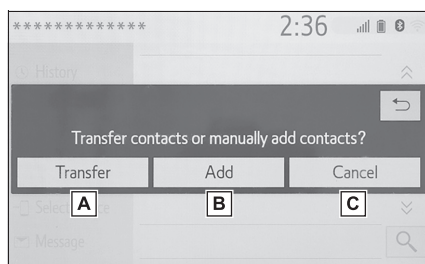 ************* 2:36
History
Transfer contacts or manually add contacts?
Transfer Add Cancel
A B C
Select
Message